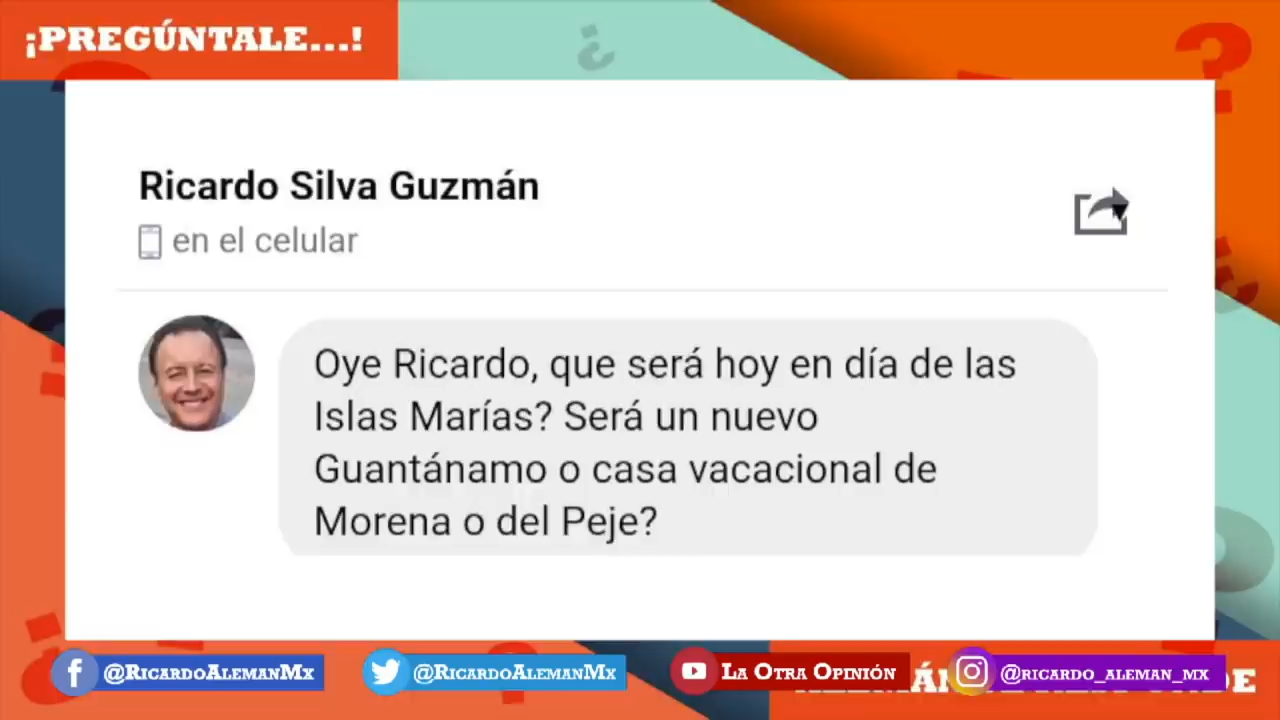 ¡PREGÚNTALE...!
Ricardo Silva Guzmán
en el celular
Oye Ricardo, que será hoy en día de las
Islas Marías? Será un nuevo
Guantánamo o casa vacacional de
Morena o del Peje?
@RicardoAlemanMx
@RicardoAlemanMx
La Otra Opinión
@ricardo_aleman_mx